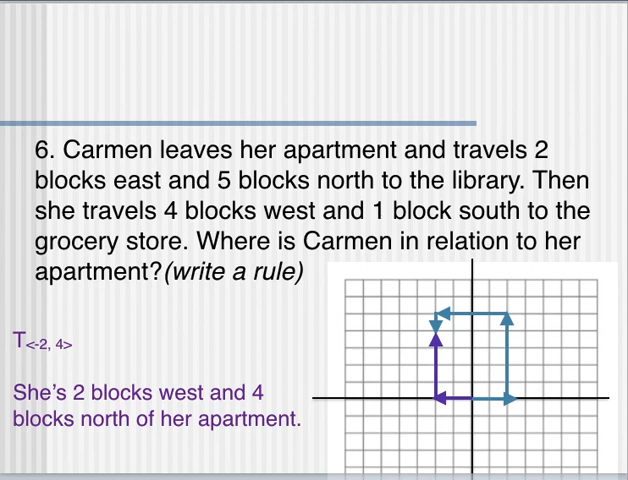 6. Carmen leaves her apartment and travels 2
blocks east and 5 blocks north to the library. Then
she travels 4 blocks west and 1 block south to the
grocery store. Where is Carmen in relation to her
apartment?(write a rule)
T<-2, 4>
She's 2 blocks west and 4
blocks north of her apartment.